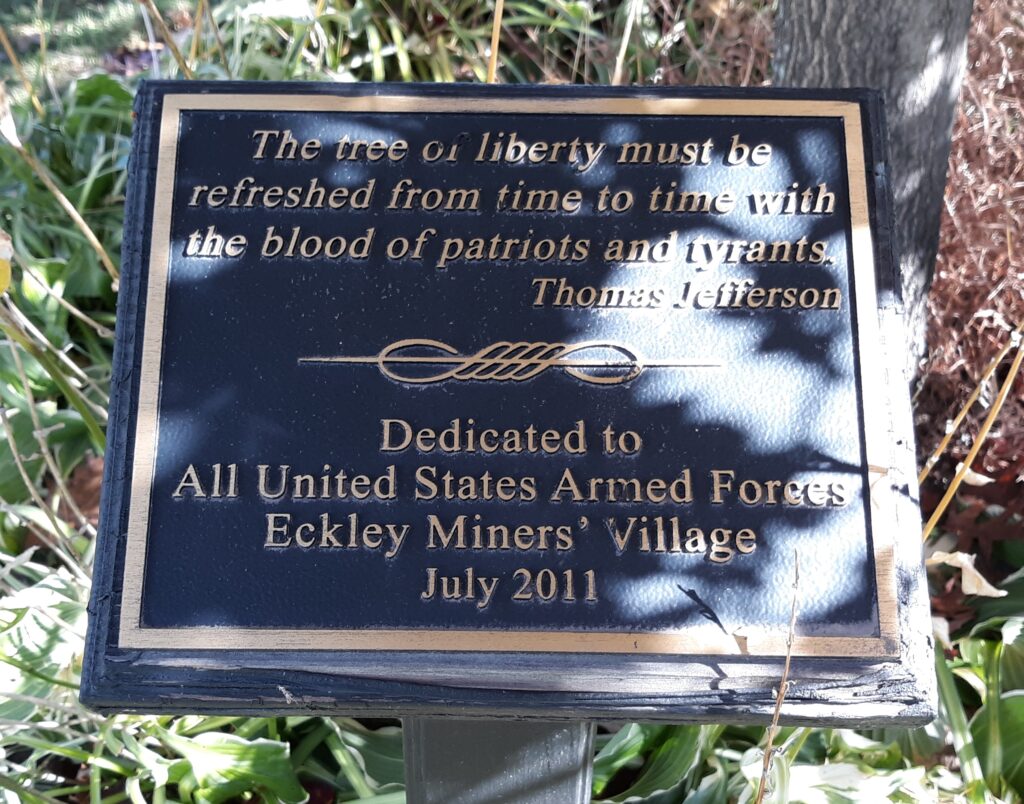 The tree of liberty must be
refreshed from time to time with
the blood of patriots and tyrants.
Thomas Jefferson
Dedicated to
All United States Armed Forces
Eckley Miners' Village
July 2011